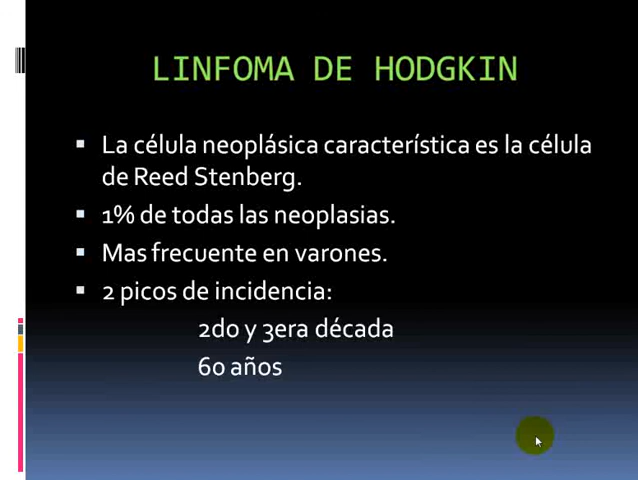 LINFOMA DE HODGKIN
La célula neoplásica característica es la célula
de Reed Stenberg.
1% de todas las neoplasias.
Mas frecuente en varones.
2 picos de incidencia:
2do y 3era década
60 años